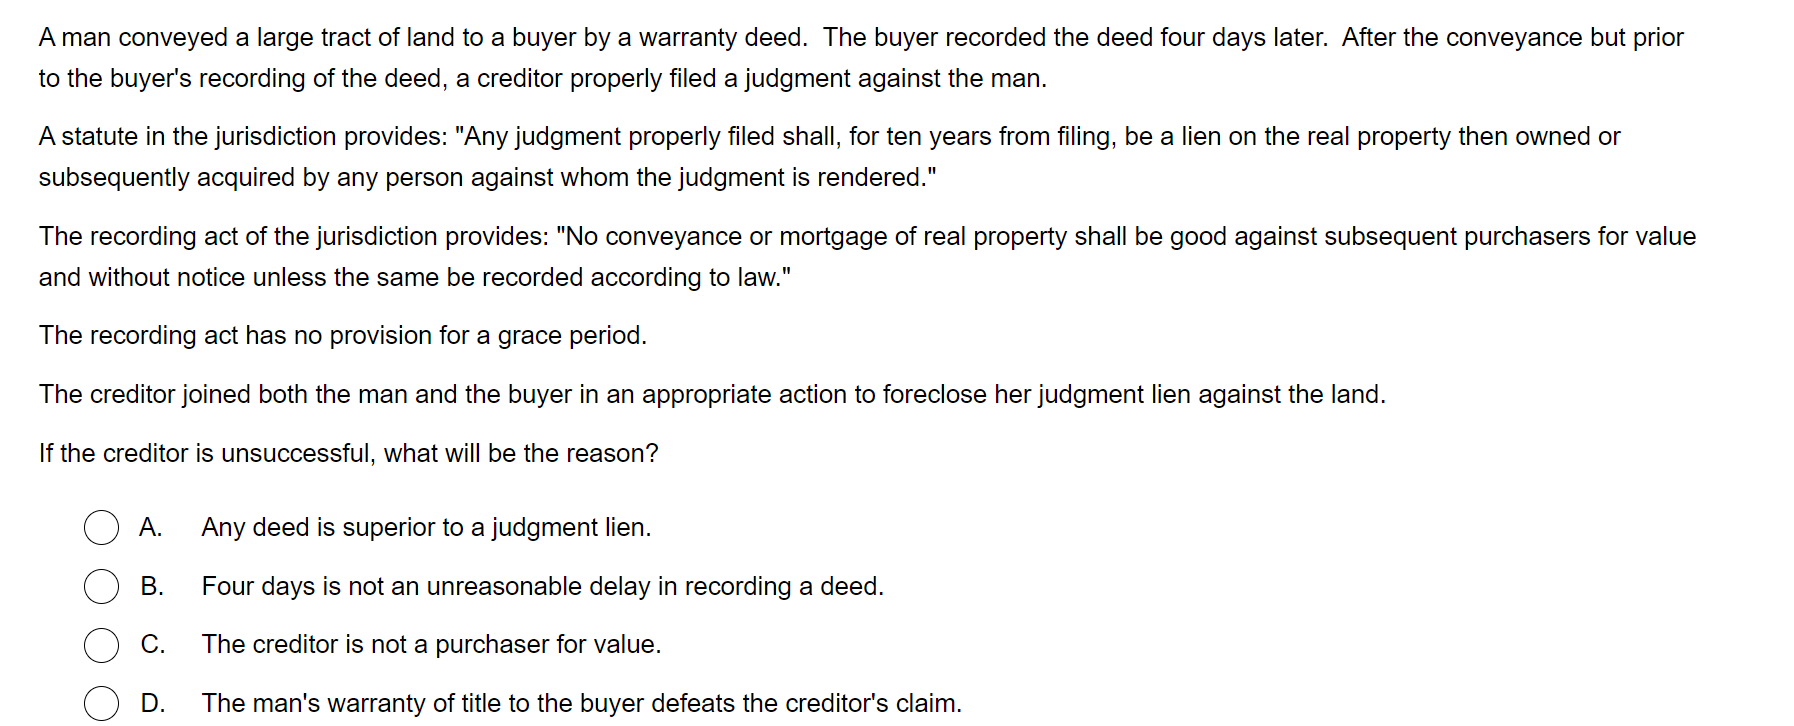 A man conveyed a large tract of land to a buyer by a warranty deed.  The buyer recorded the deed four days later.  After the conveyance but prior
to the buyer's recording of the deed, a creditor properly filed a judgment against the man.
A statute in the jurisdiction provides: "Any judgment properly filed shall, for ten years from filing, be a lien on the real property then owned or
subsequently acquired by any person against whom the judgment is rendered."
The recording act of the jurisdiction provides: "No conveyance or mortgage of real property shall be good against subsequent purchasers for value
and without notice unless the same be recorded according to law."
The recording act has no provision for a grace period.
The creditor joined both the man and the buyer in an appropriate action to foreclose her judgment lien against the land.
If the creditor is unsuccessful, what will be the reason?
A. Any deed is superior to a judgment lien.
B. Four days is not an unreasonable delay in recording a deed.
C. The creditor is not a purchaser for value.
D. The man's warranty of title to the buyer defeats the creditor's claim.